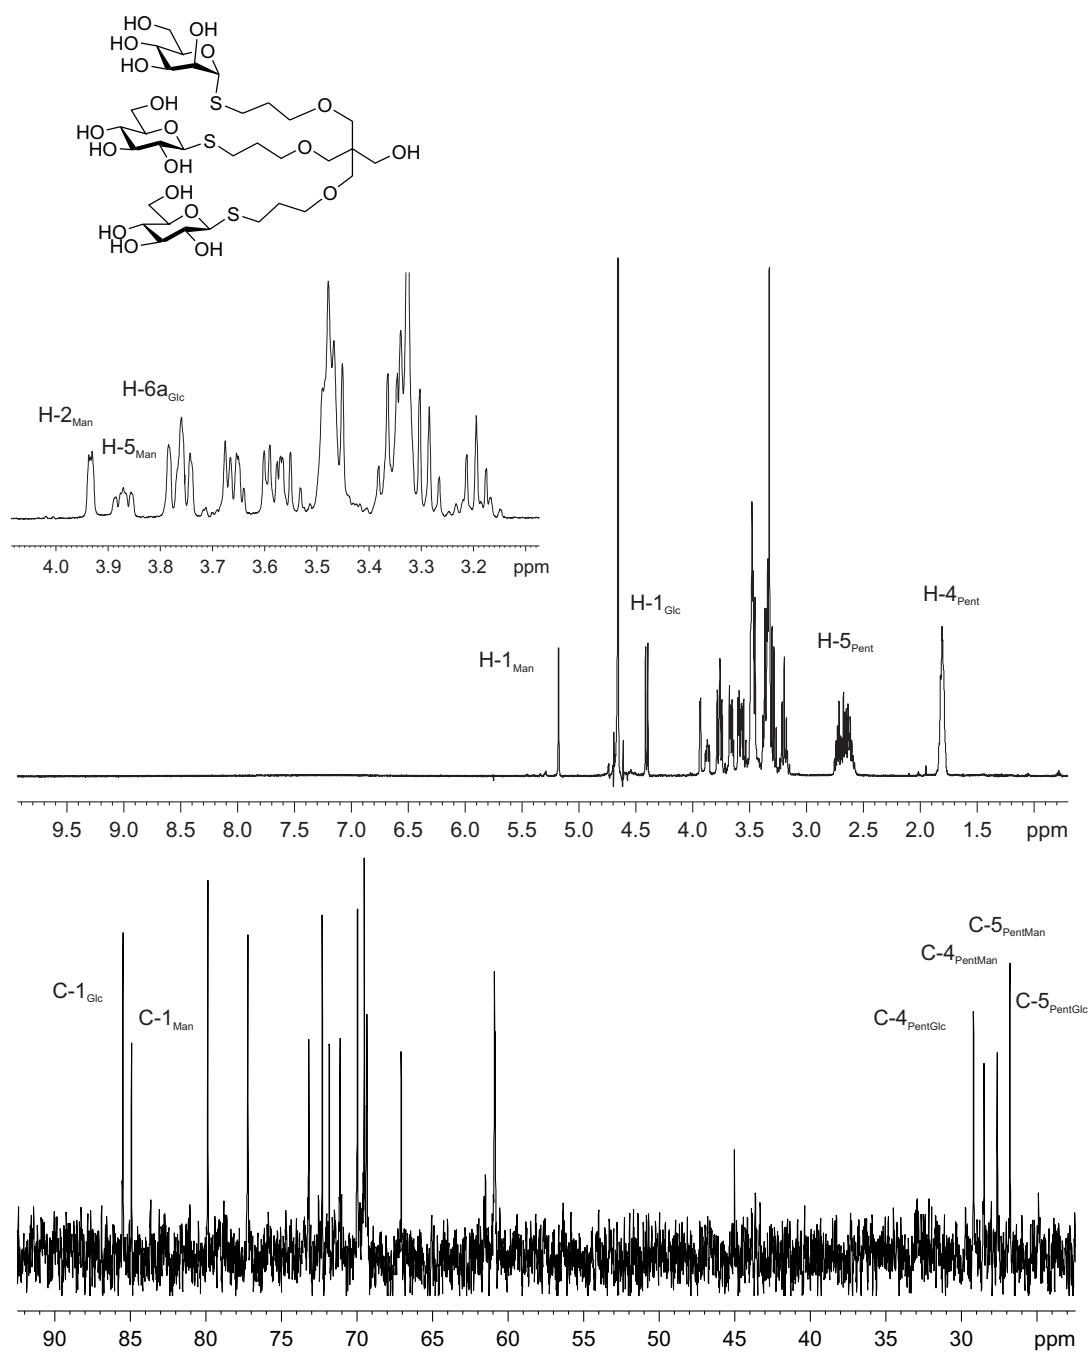 HO OH
HO O
HO
S O
OH
HO O S O OH
HO
OH
O
OH
O S
HO
HO OH
H-6aGlc
H-2Man
H-5Man
4.0 3.9 3.8 3.7 3.6 3.5 3.4 3.3 3.2 ppm
H-4Pent
H-1Glc
H-5Pent
H-1Man
9.5 9.0 8.5 8.0 7.5 7.0 6.5 6.0 5.5 5.0 4.5 4.0 3.5 3.0 2.5 2.0 1.5 ppm
C-5PentMan
C-4PentMan
C-1Glc
C-5PentGlc
C-1Man
C-4PentGlc
90 85 80 75 70 65 60 55 50 45 40 35 30 ppm